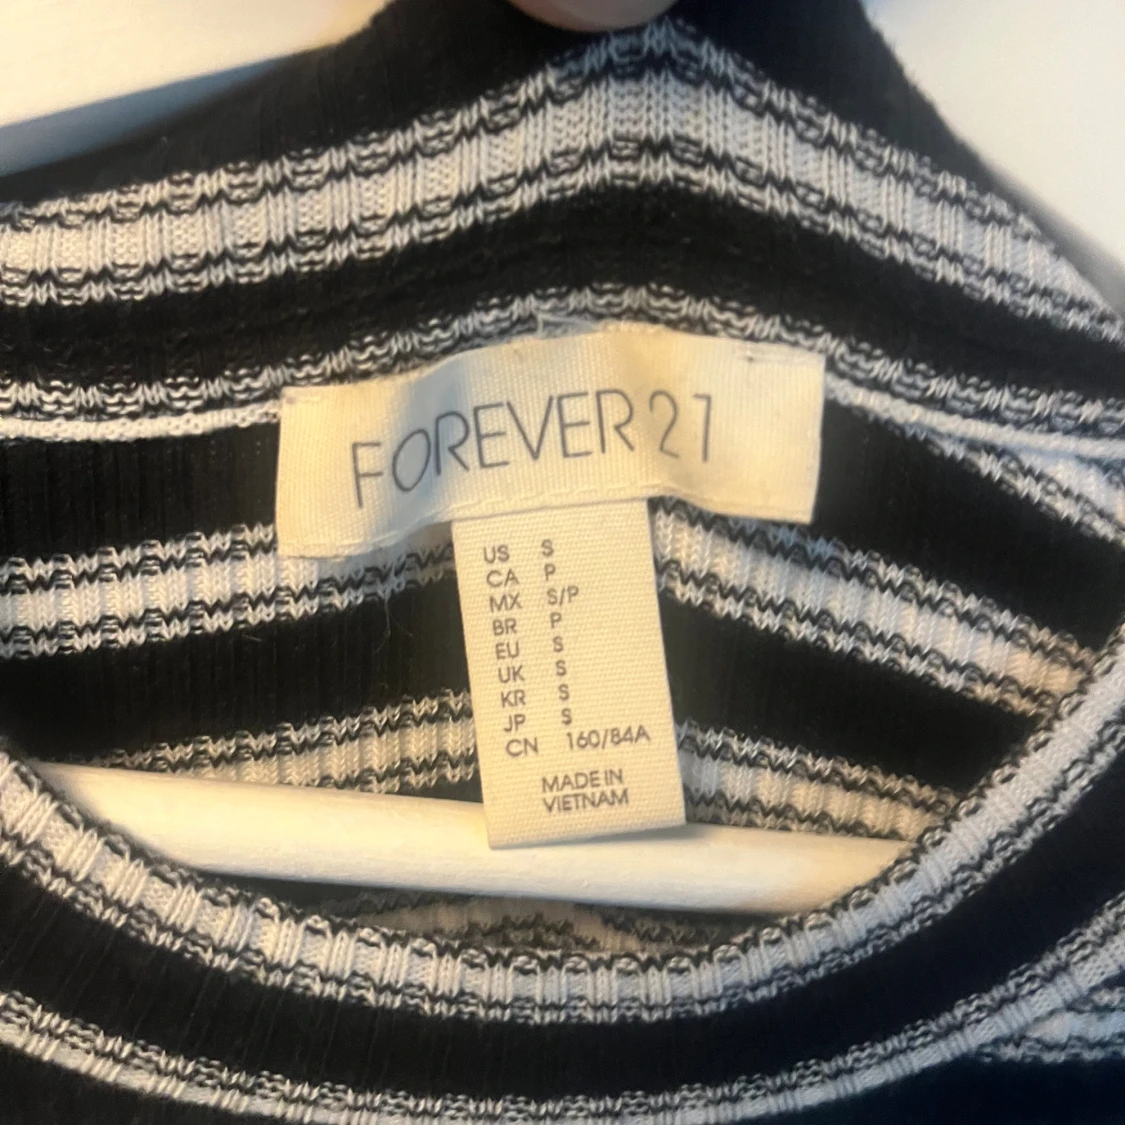 FOREVER 21
US S
CA P
MX S/P
BR P
EU S
UK S
KR S
JP S
CN 160/84A
MADE IN
VIETNAM